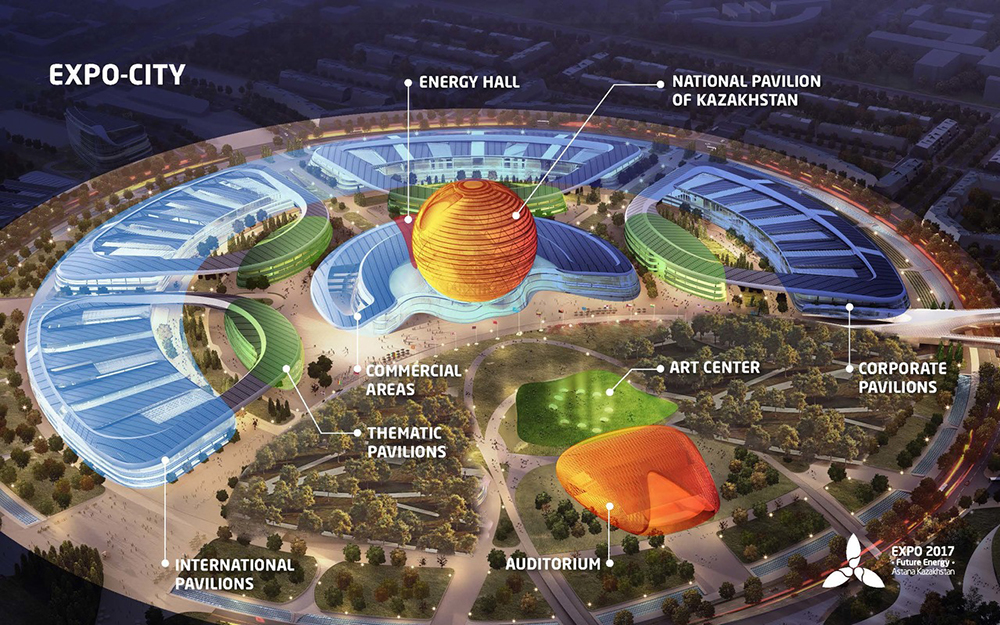 EXPO-CITY
ENERGY HALL
NATIONAL PAVILION
OF KAZAKHSTAN
COMMERCIAL
AREAS
ART CENTER
CORPORATE
PAVILIONS
THEMATIC
PAVILIONS
INTERNATIONAL
PAVILIONS
AUDITORIUM
EXPO 2017
• Future Energy •
Astana Kazakhstan